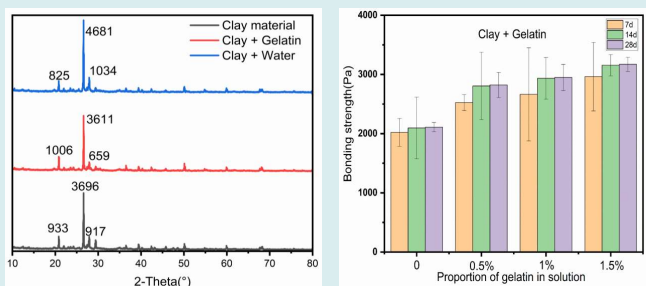 Clay material
Clay + Gelatin
Clay + Water
4681
825
1034
3611
1006
659
3696
933
917
10 20 30 40 50 60 70 80
2-Theta(°)
Clay + Gelatin
7d
14d
28d
Bonding strength(Pa)
4000
3000
2000
1000
0
0 0.5% 1% 1.5%
Proportion of gelatin in solution